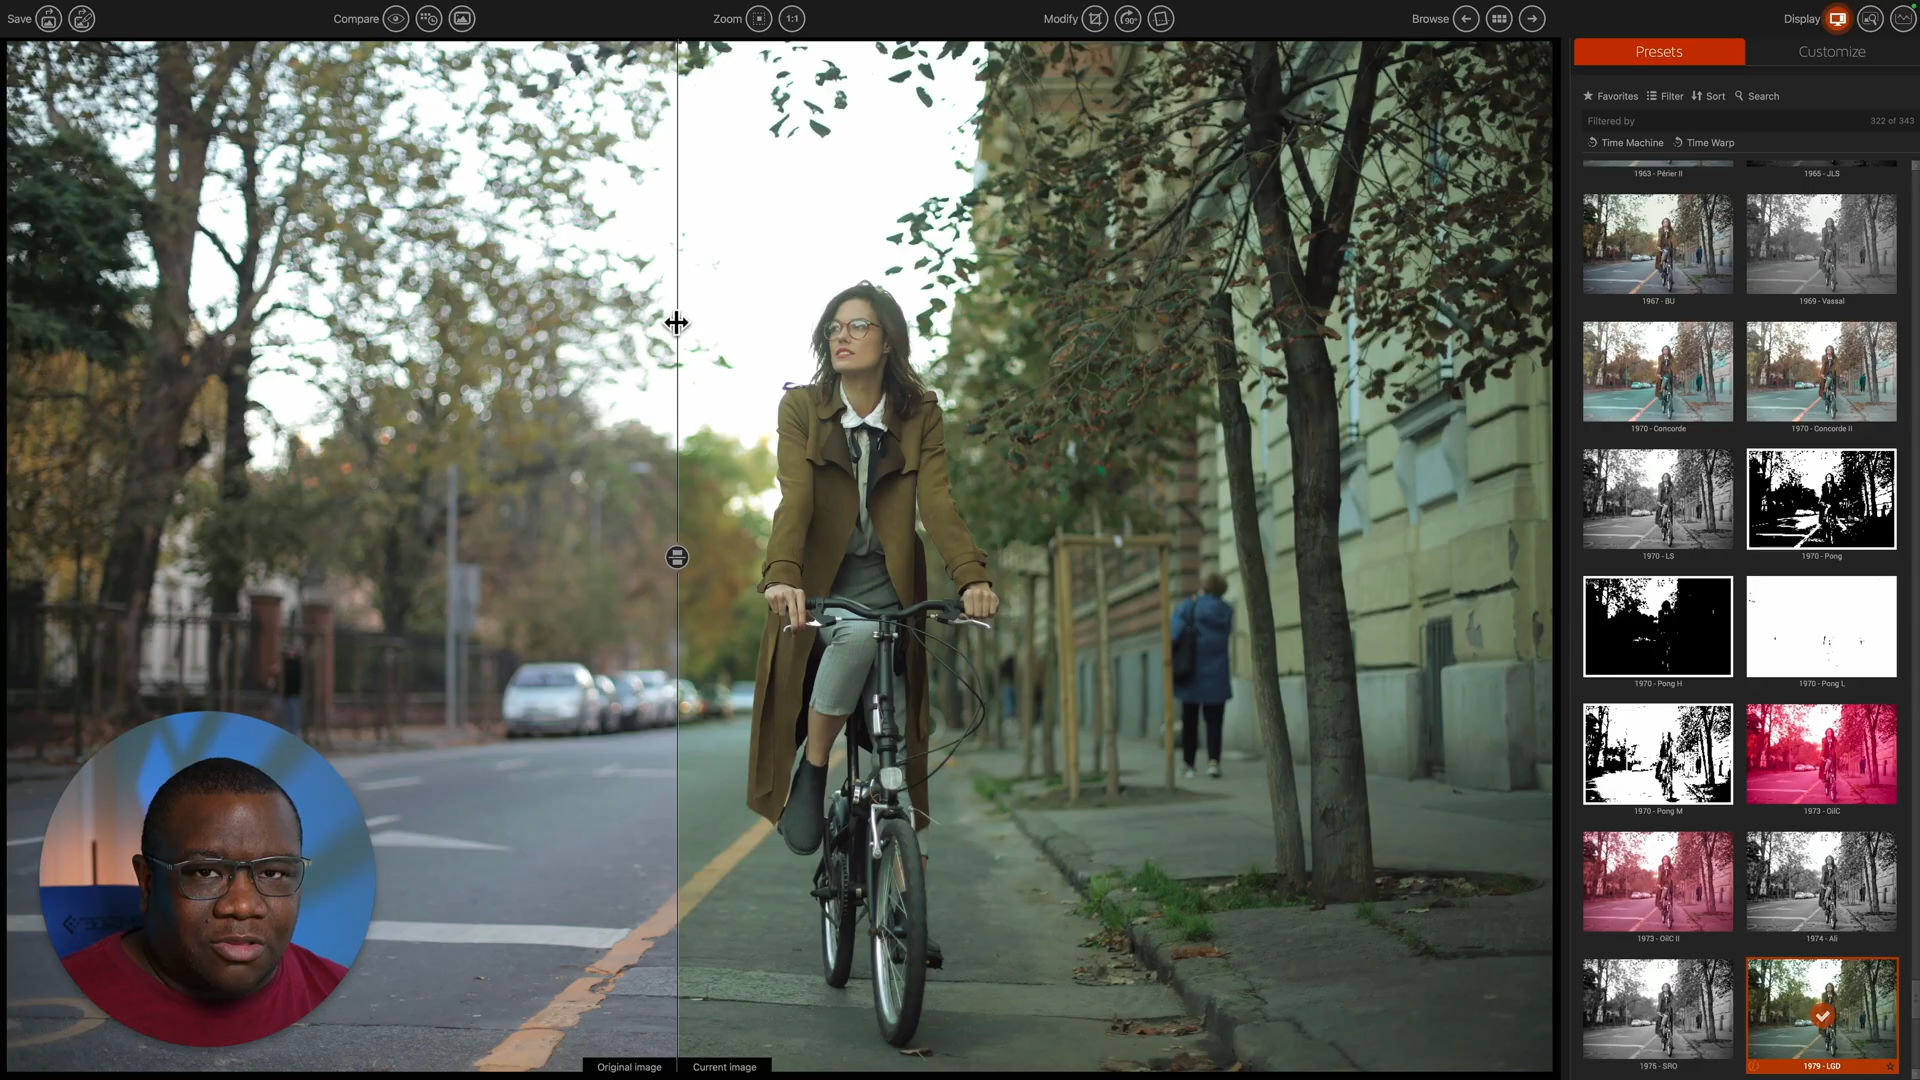 Save Compare Zoom 1:1 Modify 90° Browse Display
Presets Customize
Favorites Filter Sort Search
Filtered by 322 of 343
Time Machine Time Warp
1963 - Périer II 1965 - JLS
1967 - BU 1969 - Vassal
1970 - Concorde 1970 - Concorde II
1970 - LS 1970 - Pong
1970 - Pong H 1970 - Pong L
1970 - Pong M 1973 - OilC
1973 - OilC II 1974 - Ali
1975 - SRO 1979 - LGD
Original image Current image